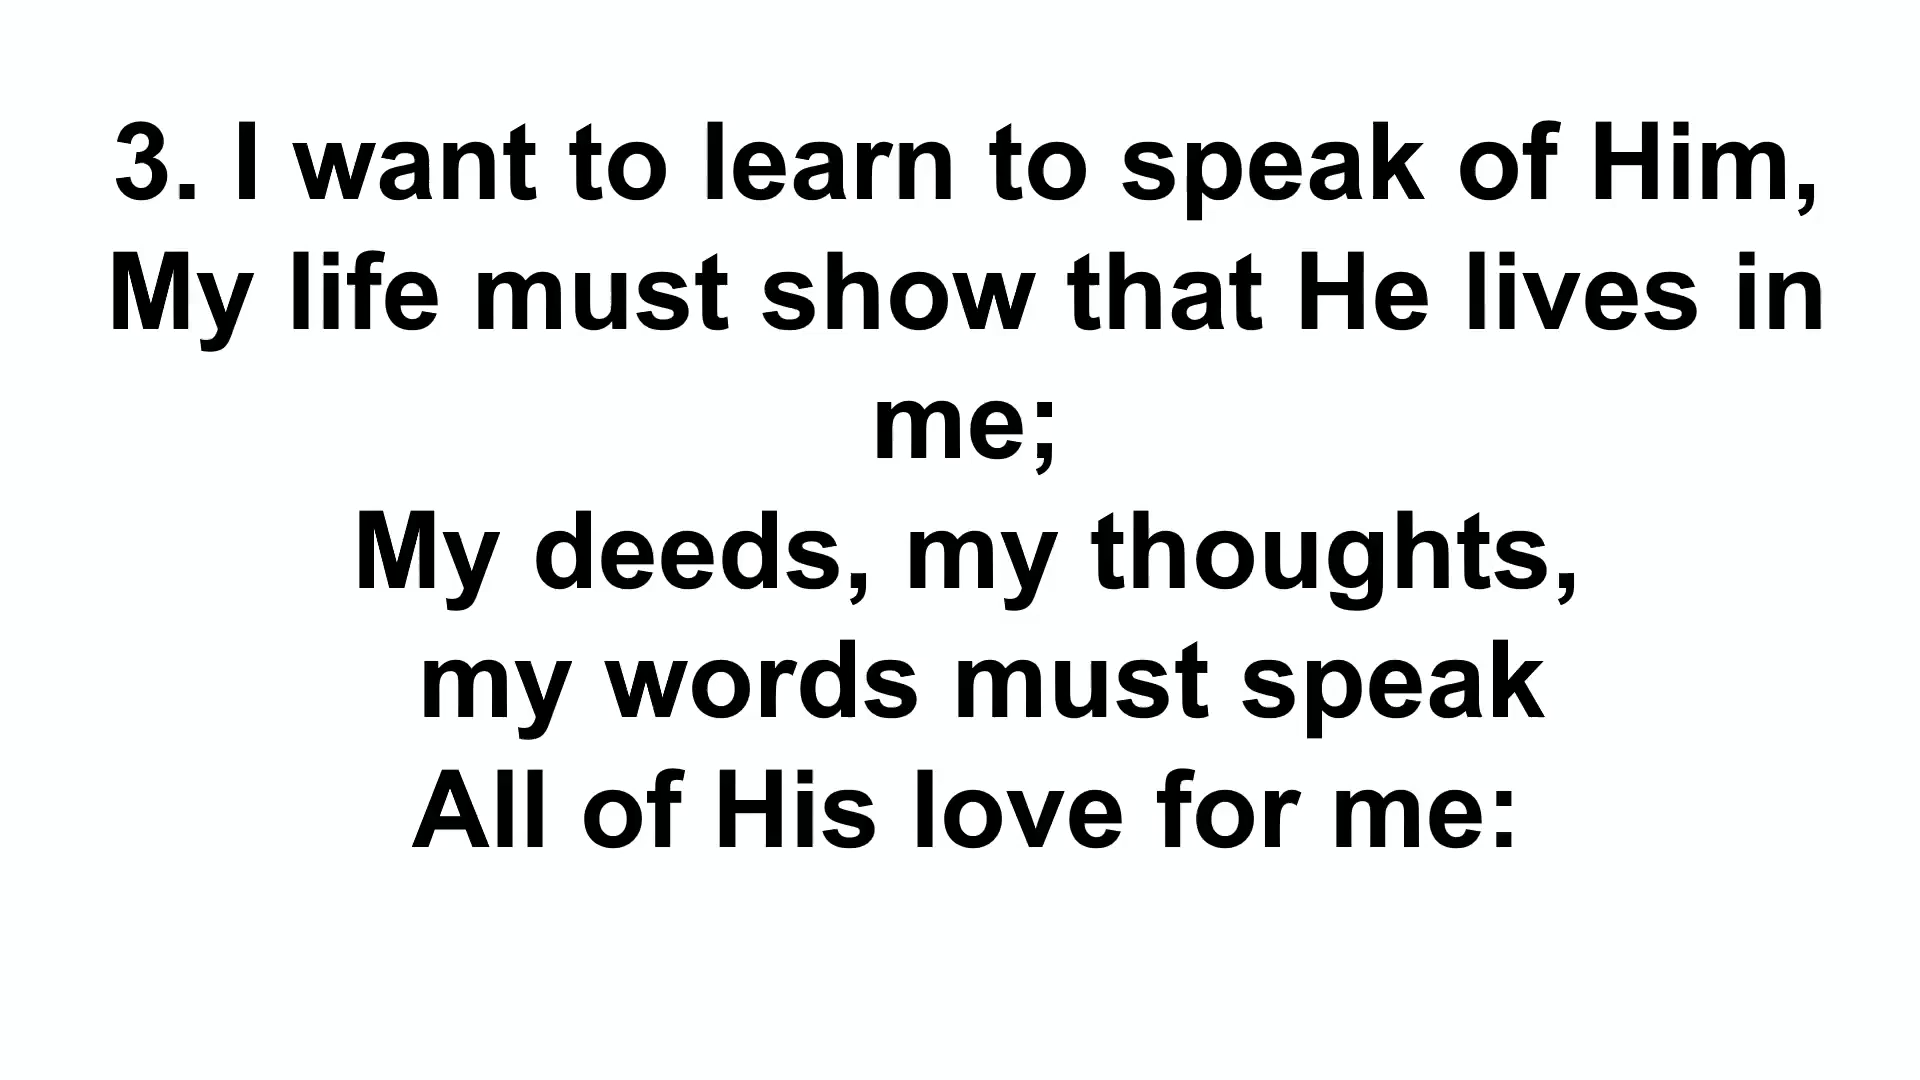 3. I want to learn to speak of Him,
My life must show that He lives in
me;
My deeds, my thoughts,
my words must speak
All of His love for me: